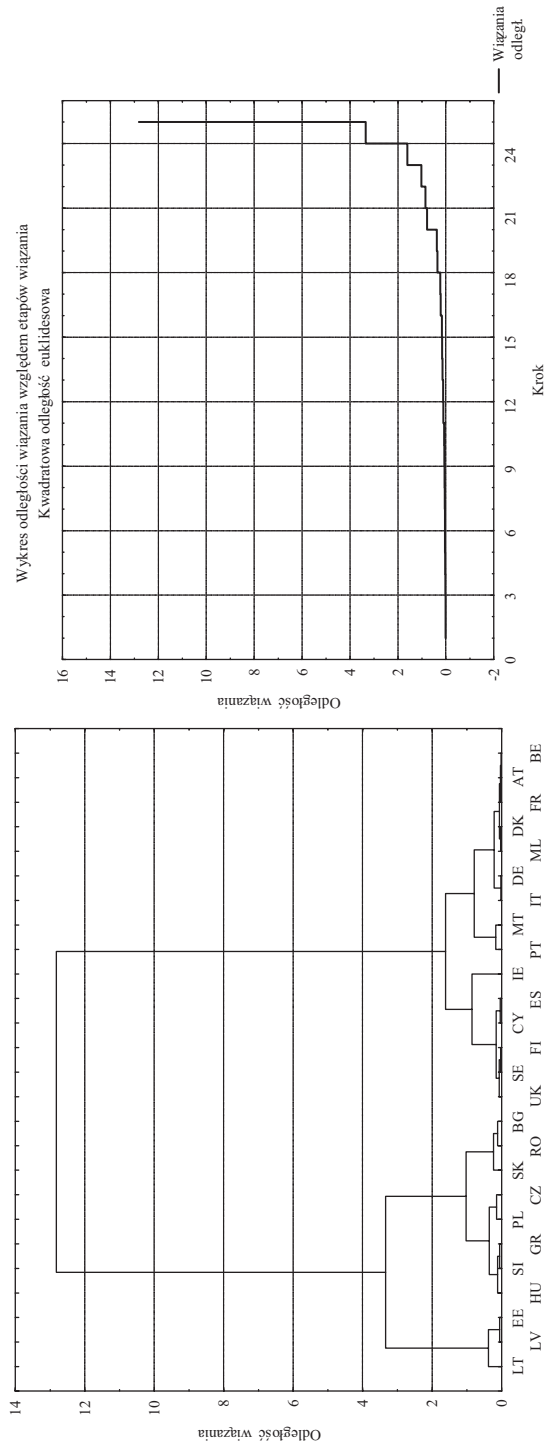 Wykres odległości wiązania względem etapów wiązania
Kwadratowa odległość euklidesowa
16
14
12
10
8
6
4
2
0
-2
Odległość wiązania
0 3 6 9 12 15 18 21 24
Krok
Wiązania
odległ.
14
12
10
8
6
4
2
0
Odległość wiązania
LT LV EE HU SI GR PL CZ SK RO BG UK SE FI CY ES IE PT MT IT DE ML DK FR AT BE